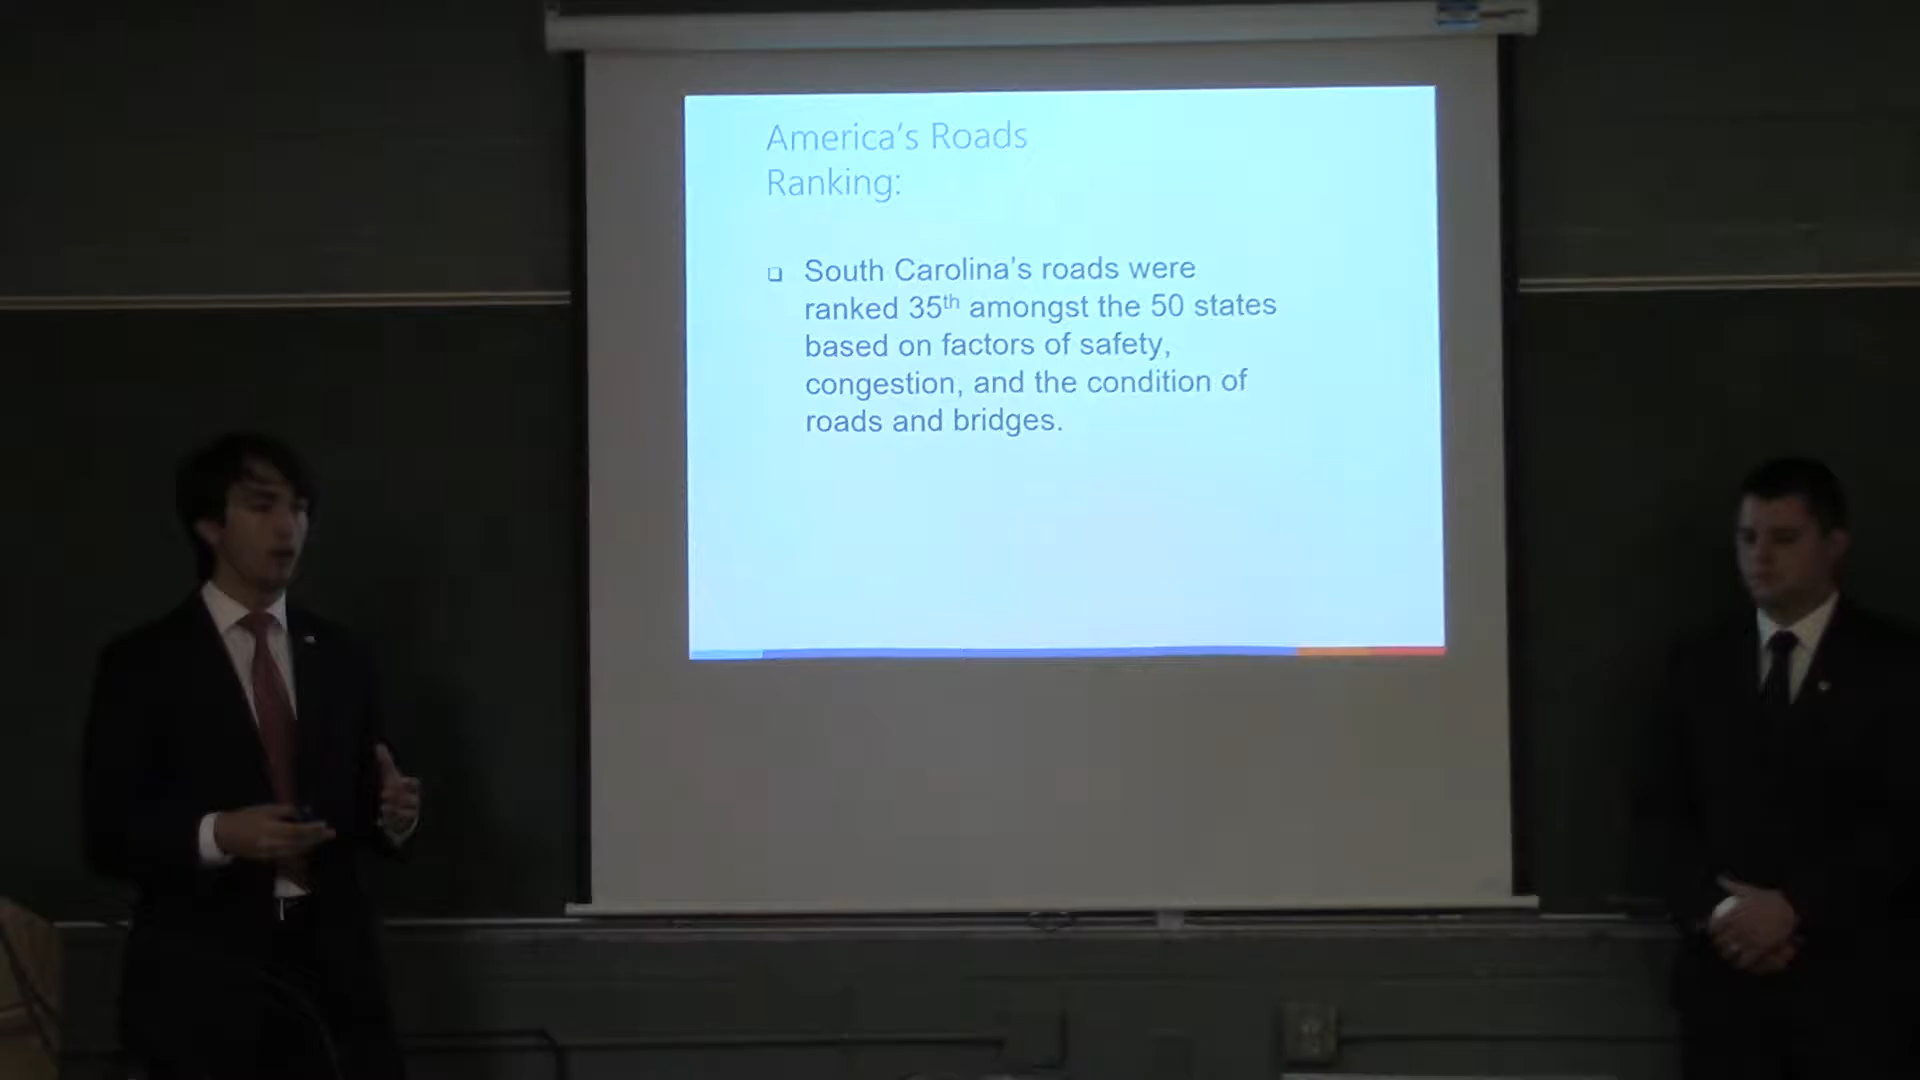 America's Roads
Ranking:
South Carolina's roads were
ranked 35th amongst the 50 states
based on factors of safety,
congestion, and the condition of
roads and bridges.